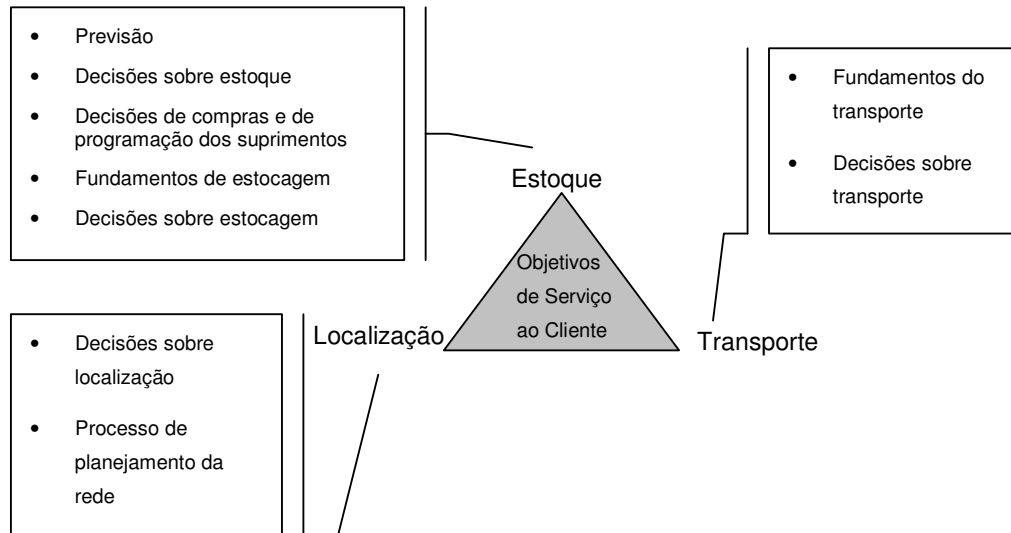 • Previsão
• Decisões sobre estoque
• Decisões de compras e de
programação dos suprimentos
• Fundamentos de estocagem
• Decisões sobre estocagem
• Fundamentos do
transporte
• Decisões sobre
transporte
Estoque
Objetivos
de Serviço
ao Cliente
Localização
Transporte
• Decisões sobre
localização
• Processo de
planejamento da
rede